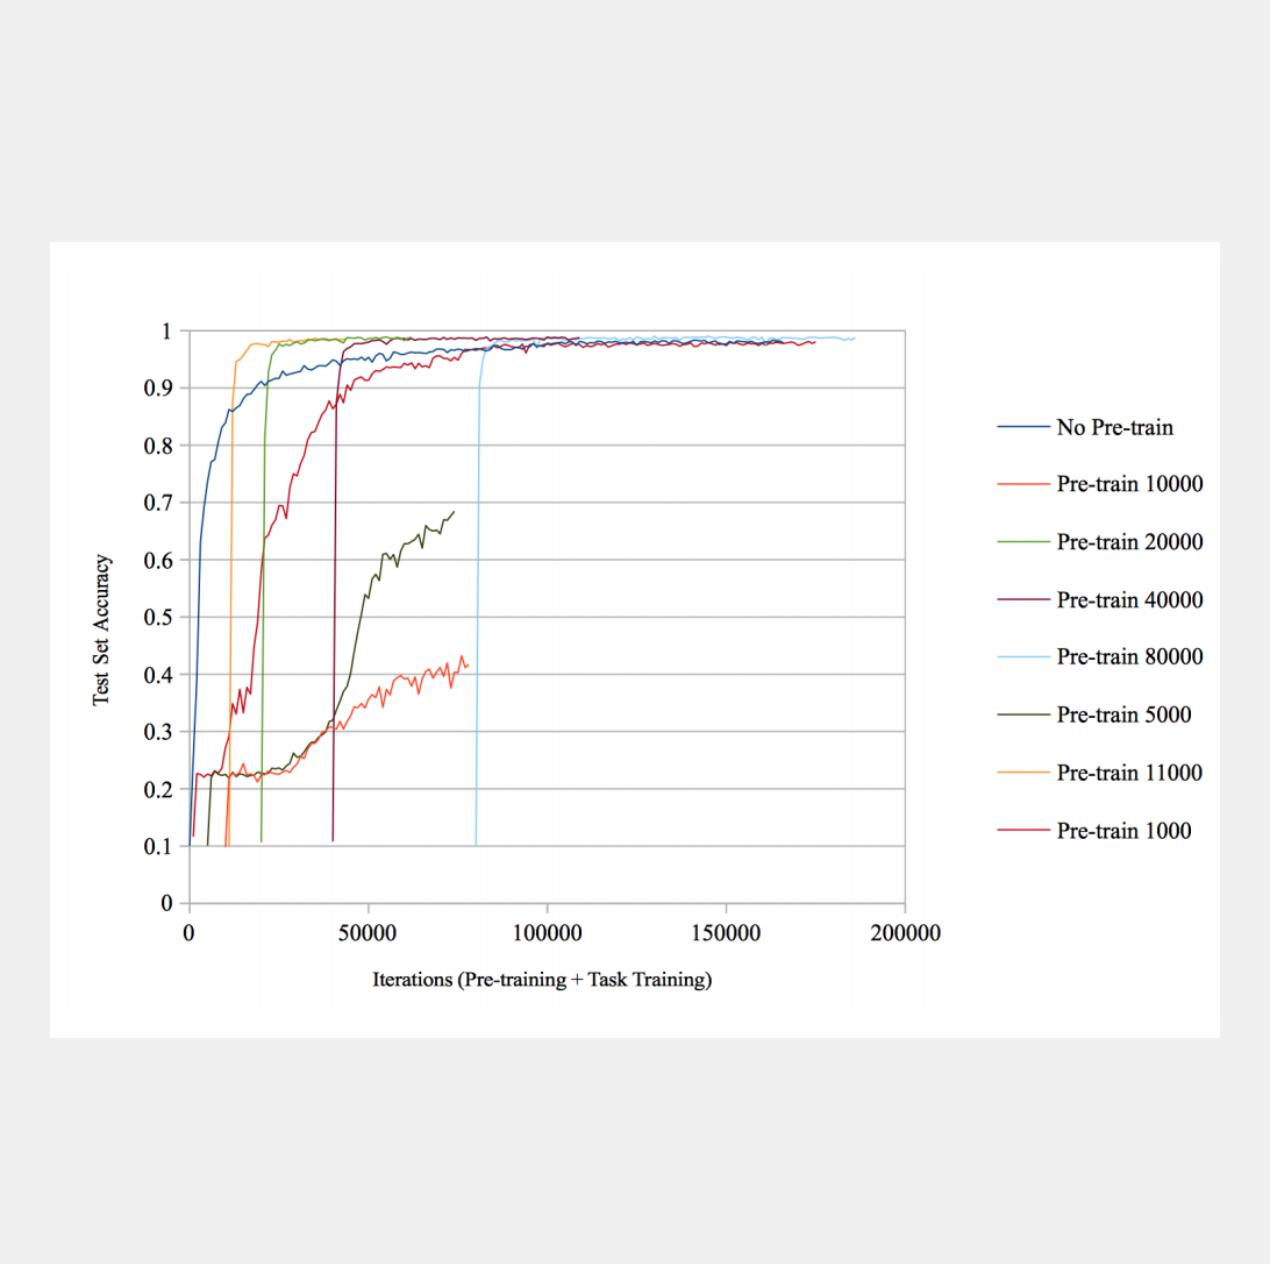 1
0.9
0.8
0.7
0.6
0.5
0.4
0.3
0.2
0.1
0
Test Set Accuracy
0 50000 100000 150000 200000
Iterations (Pre-training + Task Training)
No Pre-train
Pre-train 10000
Pre-train 20000
Pre-train 40000
Pre-train 80000
Pre-train 5000
Pre-train 11000
Pre-train 1000